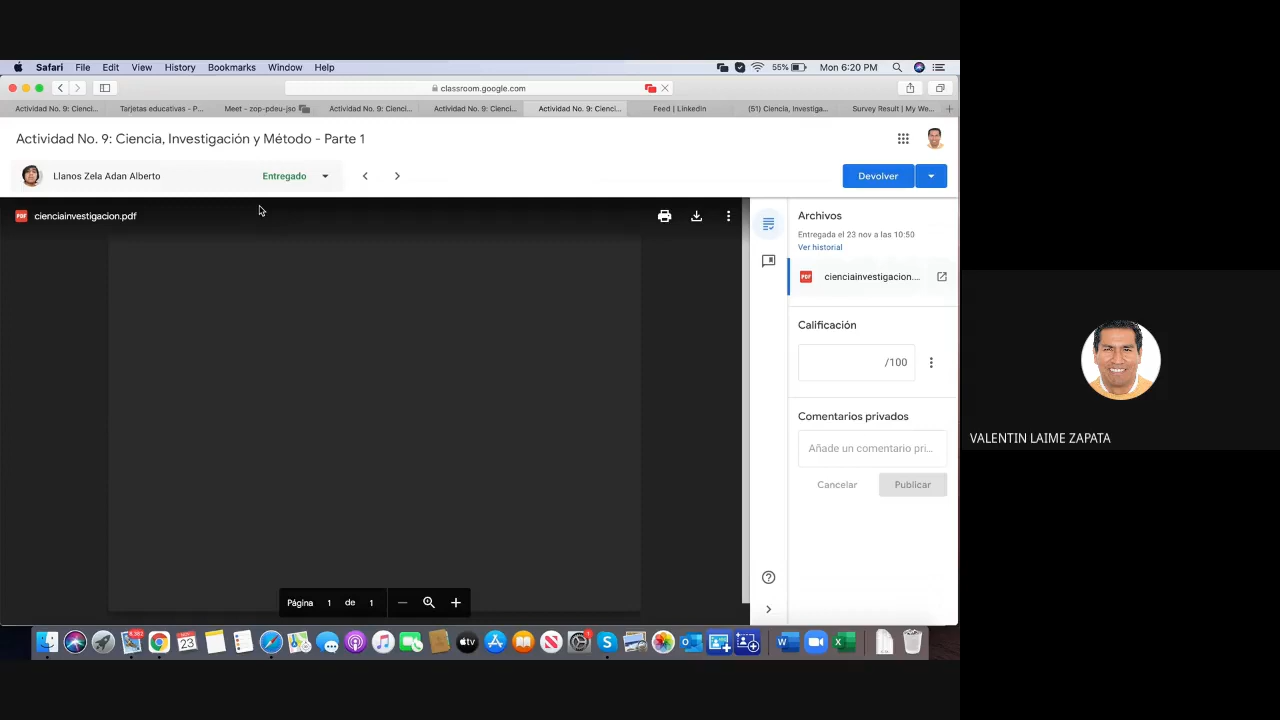 Safari File Edit View History Bookmarks Window Help 55% Mon 6:20 PM
classroom.google.com
Actividad No. 9: Cienci... Tarjetas educativas - P... Meet - zop-pdeu-jso Actividad No. 9: Cienci... Actividad No. 9: Cienci... Actividad No. 9: Cienci... Feed | LinkedIn (51) Ciencia, Investiga... Survey Result | My We...
Actividad No. 9: Ciencia, Investigación y Método - Parte 1
Llanos Zela Adan Alberto Entregado Devolver
PDF cienciainvestigacion.pdf
Archivos
Entregada el 23 nov a las 10:50
Ver historial
PDF cienciainvestigacion....
Calificación
/100
Comentarios privados
Añade un comentario pri...
Cancelar Publicar
Página 1 de 1
VALENTIN LAIME ZAPATA
23
tv